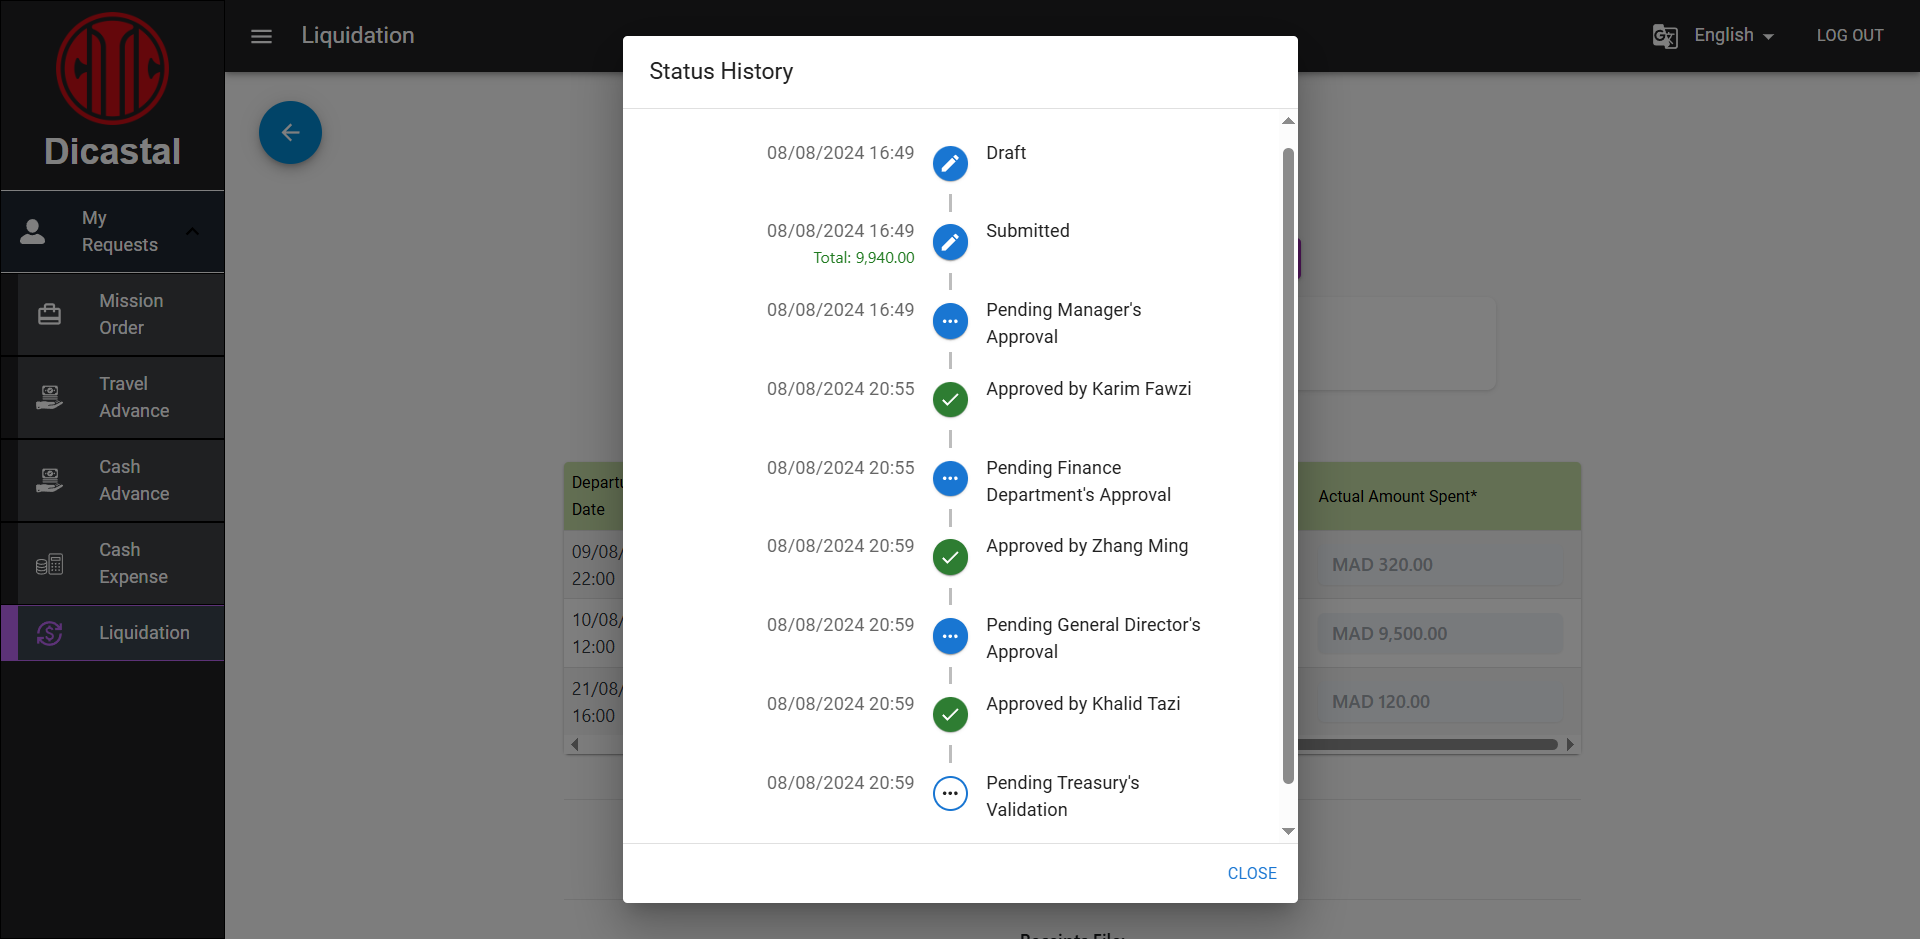 Dicastal
My
Requests
Mission
Order
Travel
Advance
Cash
Advance
Cash
Expense
Liquidation
Liquidation
English
LOG OUT
Status History
08/08/2024 16:49 Draft
08/08/2024 16:49 Submitted
Total: 9,940.00
08/08/2024 16:49 Pending Manager's
Approval
08/08/2024 20:55 Approved by Karim Fawzi
08/08/2024 20:55 Pending Finance
Department's Approval
08/08/2024 20:59 Approved by Zhang Ming
08/08/2024 20:59 Pending General Director's
Approval
08/08/2024 20:59 Approved by Khalid Tazi
08/08/2024 20:59 Pending Treasury's
Validation
CLOSE
Date
Actual Amount Spent*
09/08/
22:00
MAD 320.00
10/08/
12:00
MAD 9,500.00
21/08/
16:00
MAD 120.00